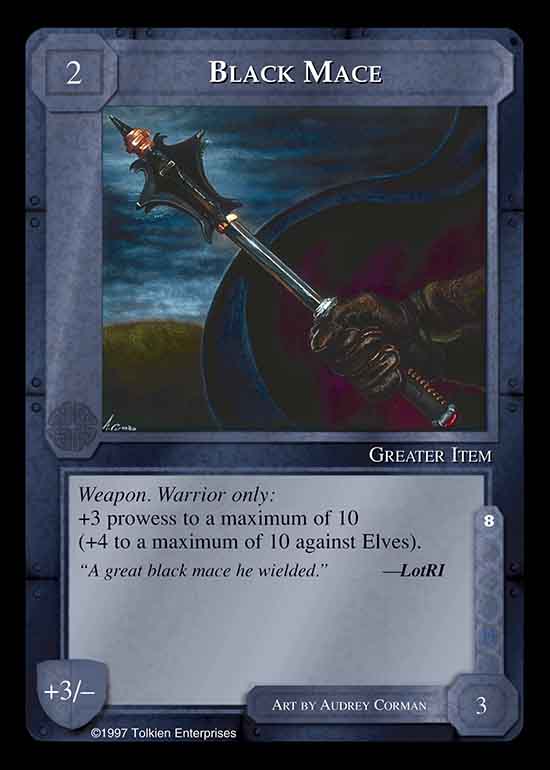 2
BLACK MACE
GREATER ITEM
Weapon. Warrior only:
+3 prowess to a maximum of 10
(+4 to a maximum of 10 against Elves).
“A great black mace he wielded.” —LotRI
8
+3/–
ART BY AUDREY CORMAN
3
©1997 Tolkien Enterprises